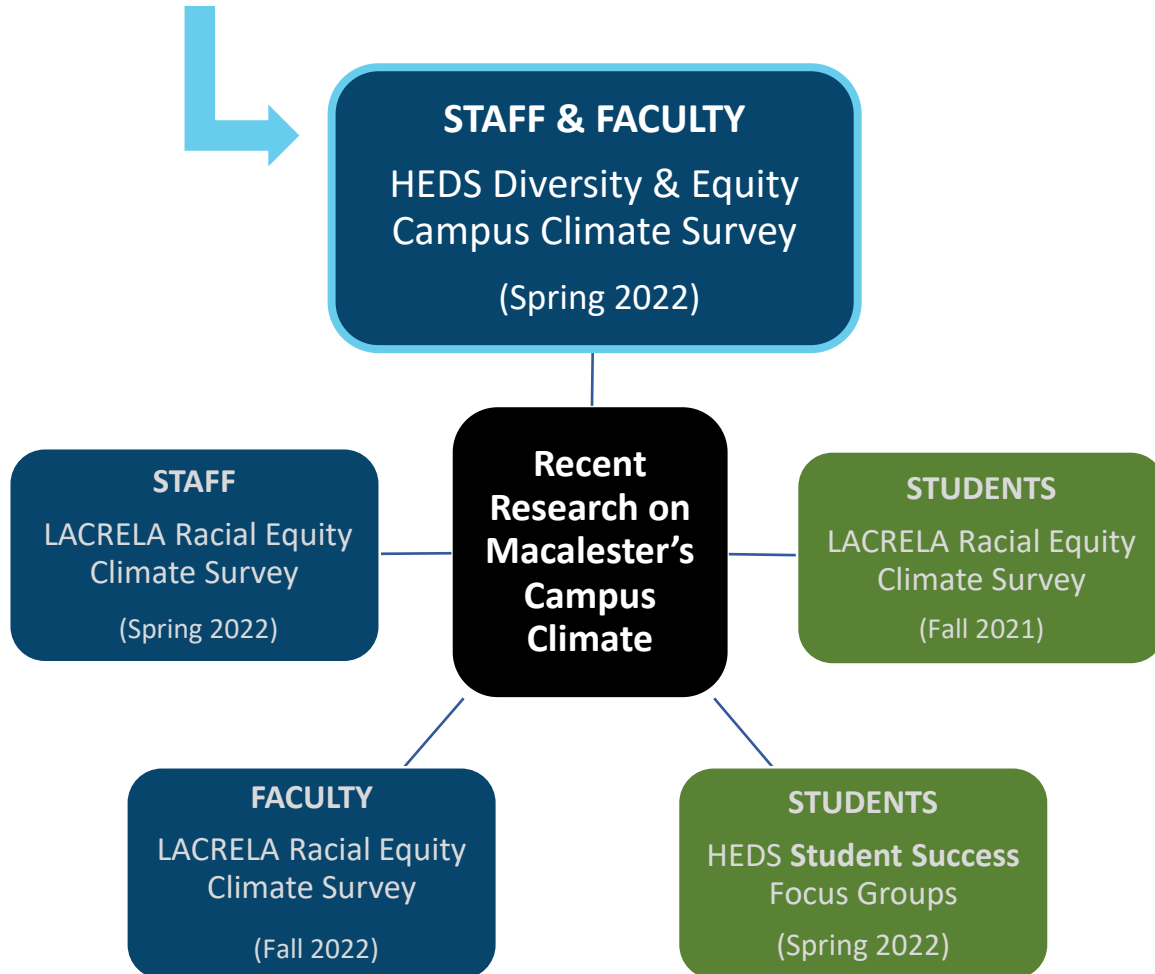 STAFF & FACULTY
HEDS Diversity & Equity
Campus Climate Survey
(Spring 2022)
Recent
Research on
Macalester’s
Campus
Climate
STAFF
LACRELA Racial Equity
Climate Survey
(Spring 2022)
STUDENTS
LACRELA Racial Equity
Climate Survey
(Fall 2021)
FACULTY
LACRELA Racial Equity
Climate Survey
(Fall 2022)
STUDENTS
HEDS Student Success
Focus Groups
(Spring 2022)